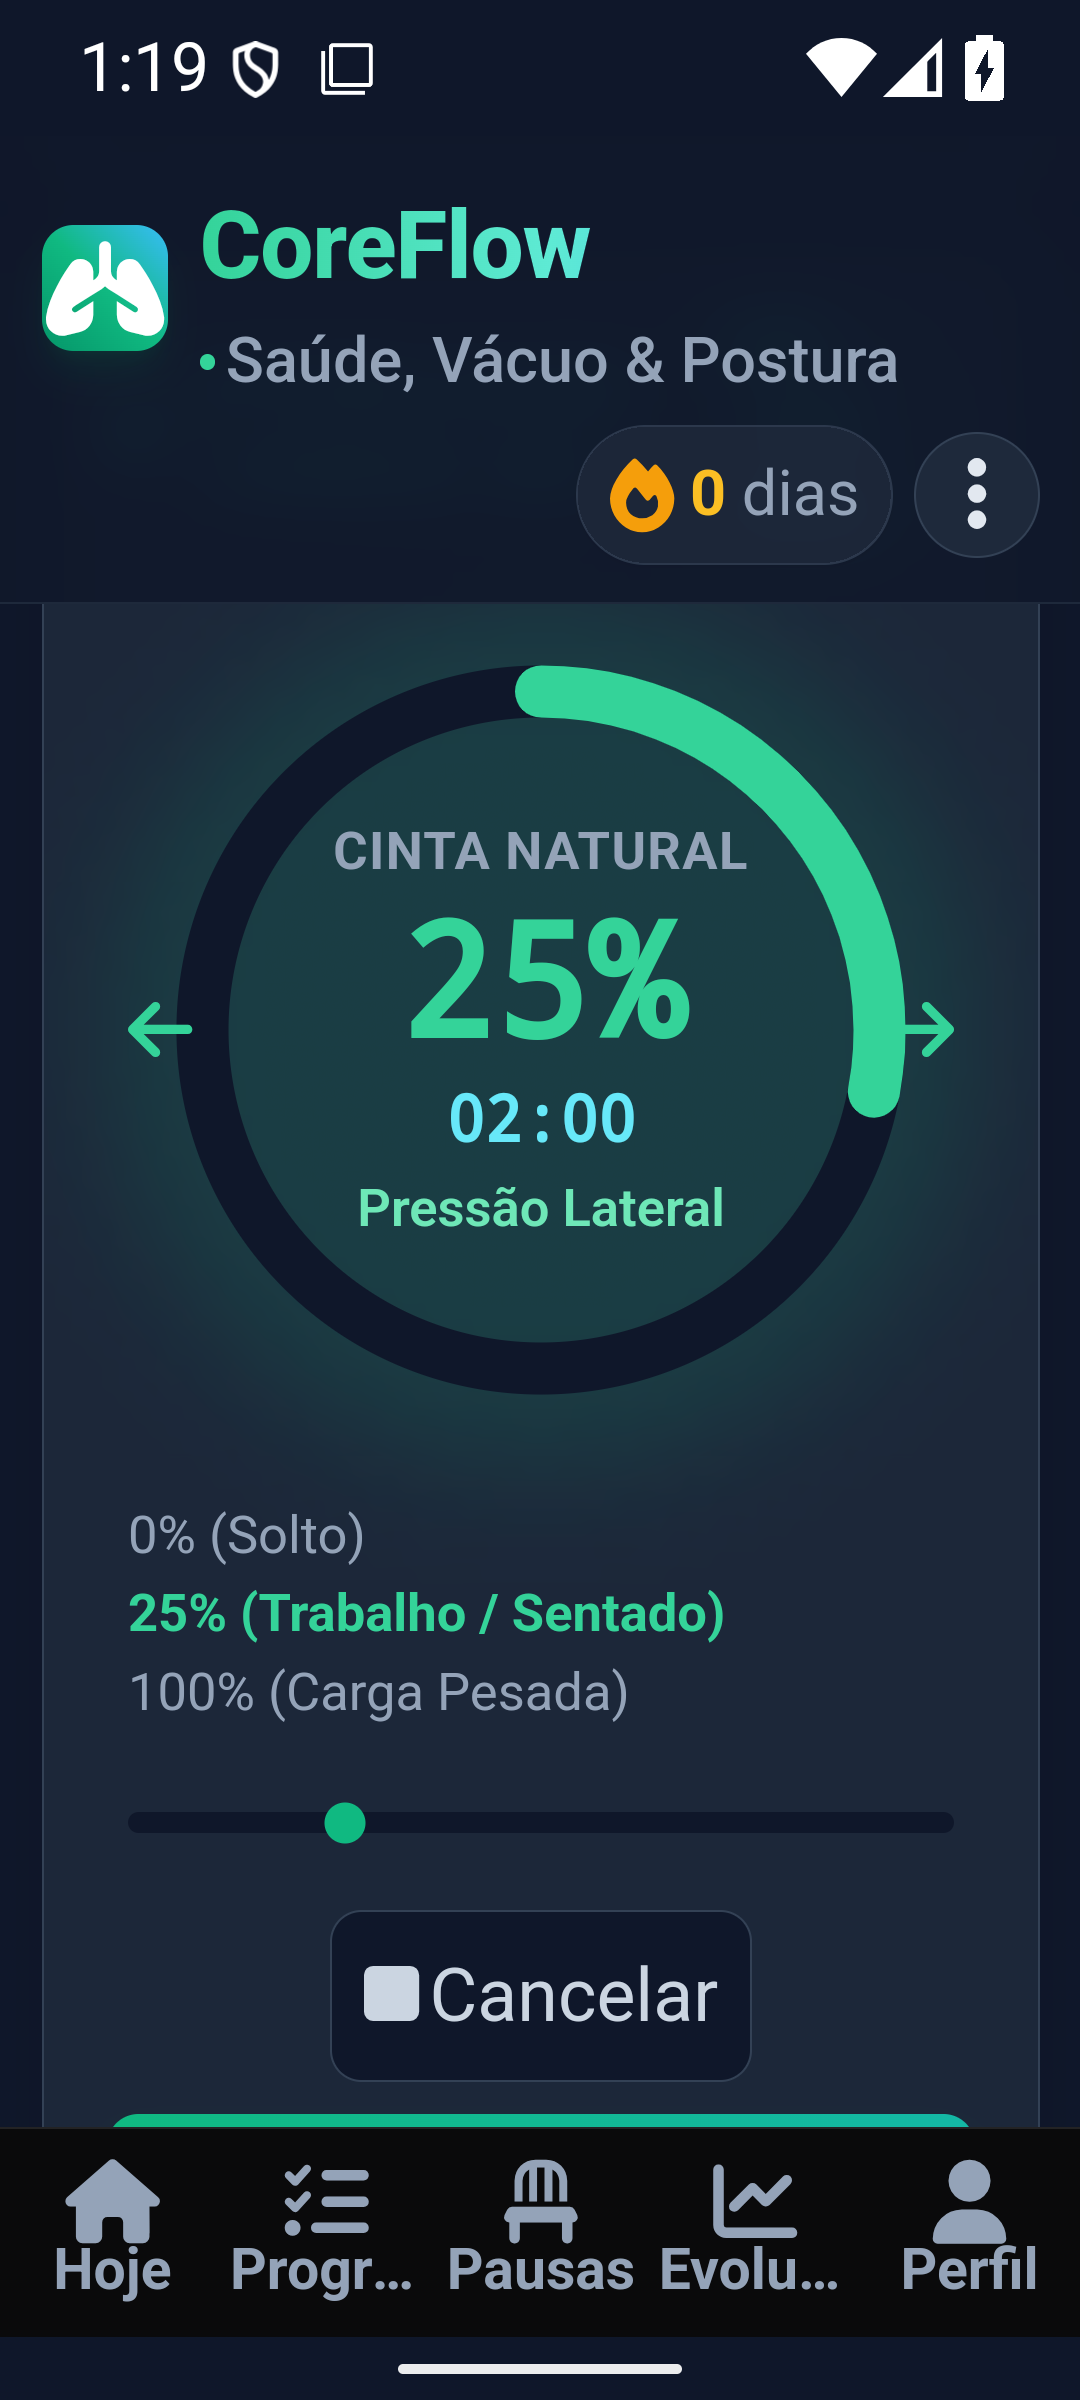 1:19
CoreFlow
• Saúde, Vácuo & Postura
0 dias
CINTA NATURAL
25%
02:00
Pressão Lateral
0% (Solto)
25% (Trabalho / Sentado)
100% (Carga Pesada)
Cancelar
Hoje
Progr...
Pausas
Evolu...
Perfil